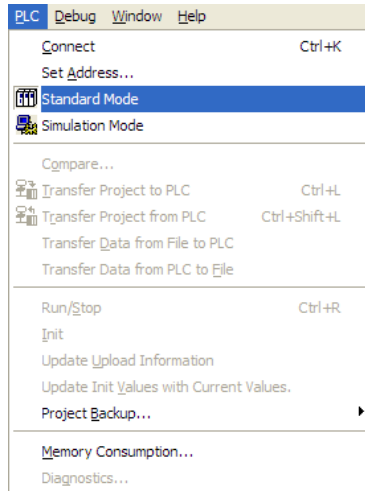 PLC Debug Window Help
Connect Ctrl+K
Set Address...
Standard Mode
Simulation Mode
Compare...
Transfer Project to PLC Ctrl+L
Transfer Project from PLC Ctrl+Shift+L
Transfer Data from File to PLC
Transfer Data from PLC to File
Run/Stop Ctrl+R
Init
Update Upload Information
Update Init Values with Current Values.
Project Backup...
Memory Consumption...
Diagnostics...